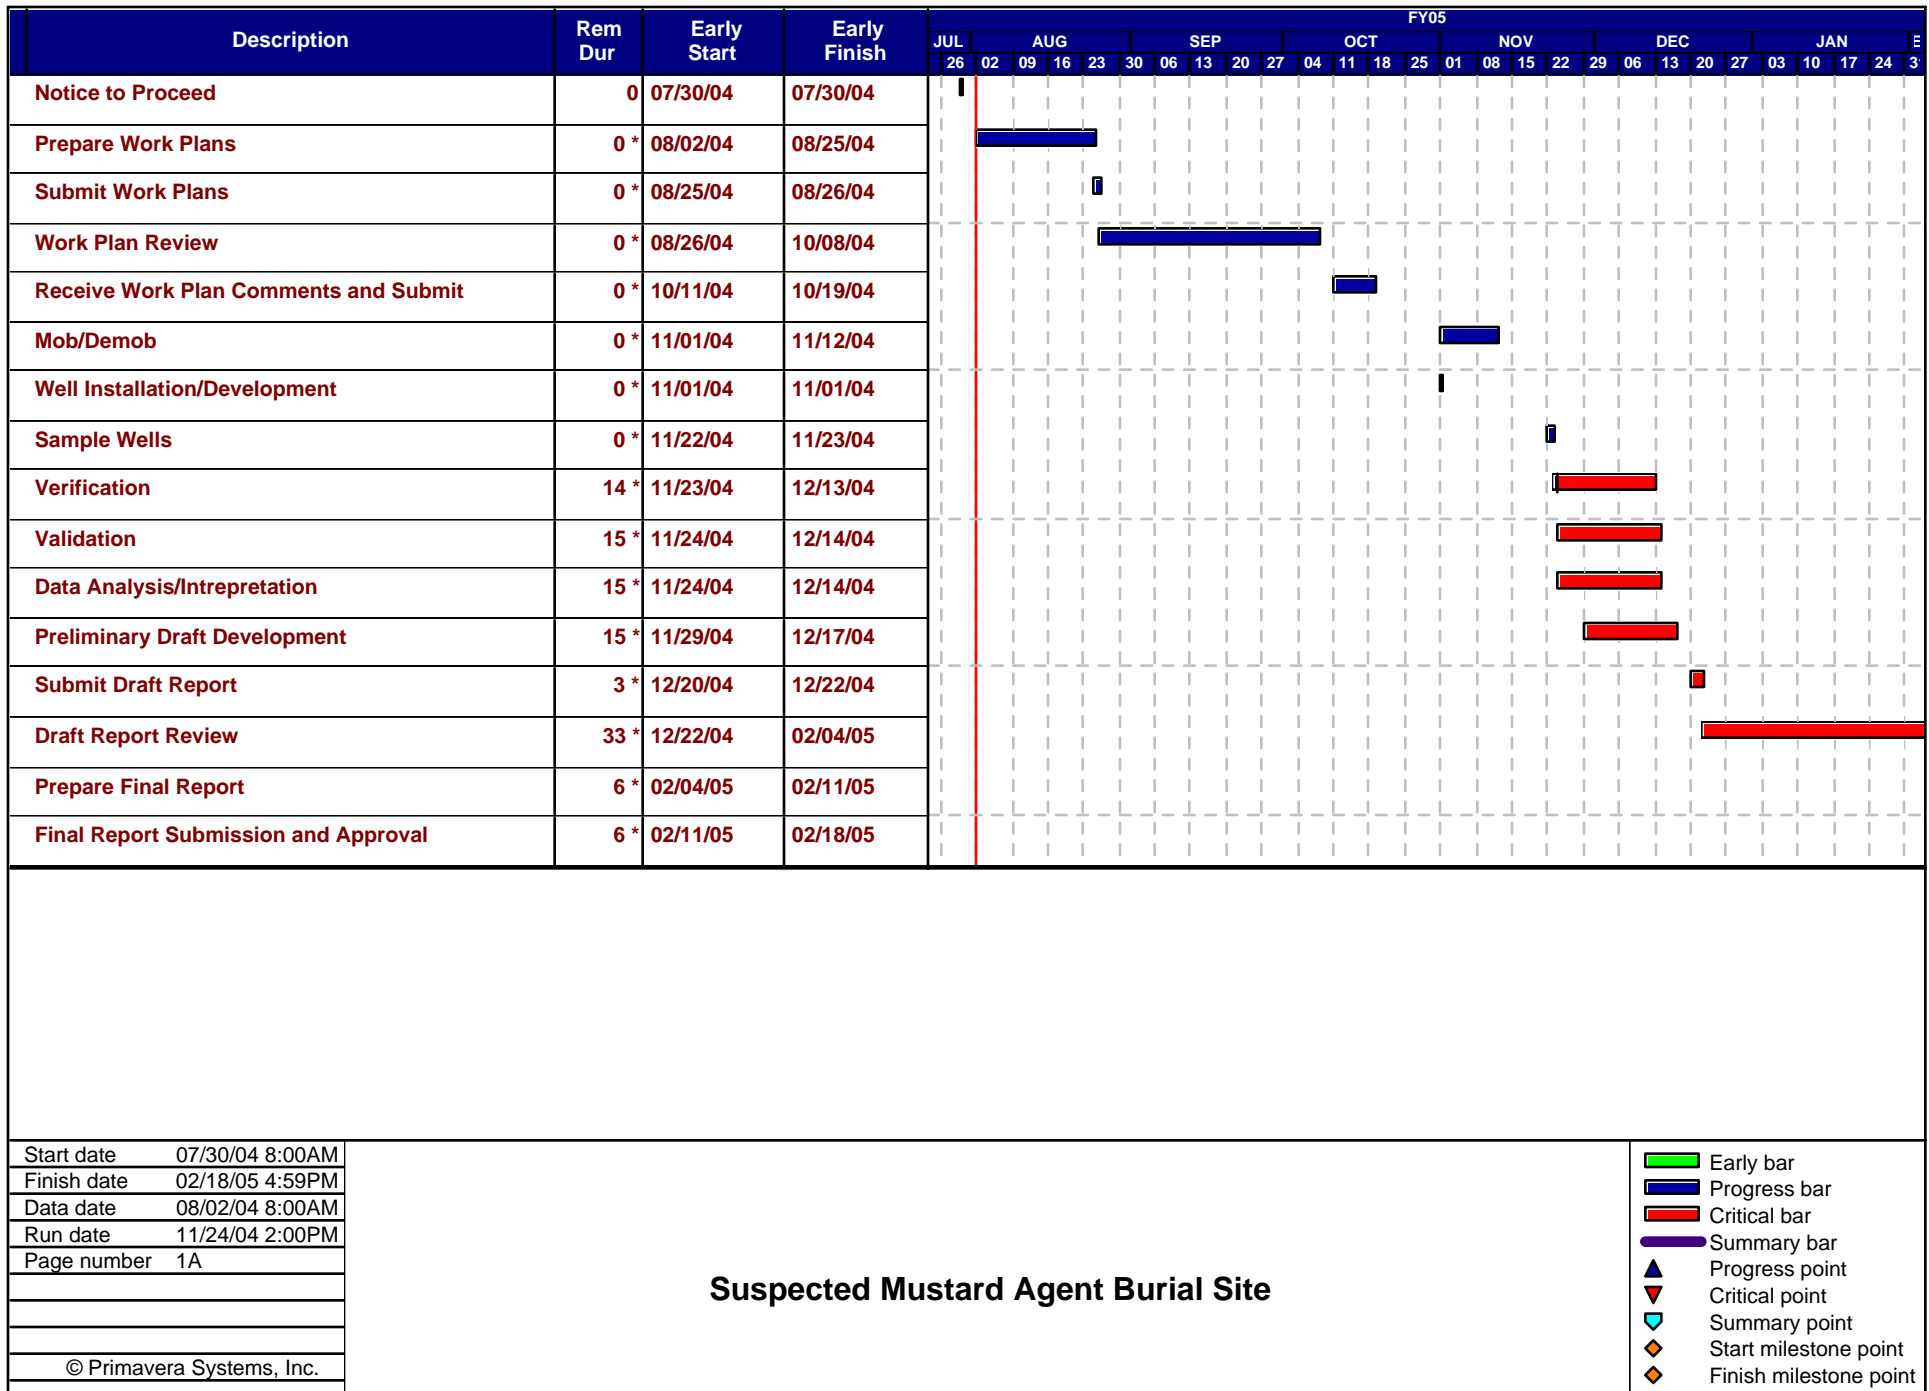 FY05
Description Rem Dur Early Start Early Finish
JUL AUG SEP OCT NOV DEC JAN
26 02 09 16 23 30 06 13 20 27 04 11 18 25 01 08 15 22 29 06 13 20 27 03 10 17 24
Notice to Proceed 0 07/30/04 07/30/04
Prepare Work Plans 0 * 08/02/04 08/25/04
Submit Work Plans 0 * 08/25/04 08/26/04
Work Plan Review 0 * 08/26/04 10/08/04
Receive Work Plan Comments and Submit 0 * 10/11/04 10/19/04
Mob/Demob 0 * 11/01/04 11/12/04
Well Installation/Development 0 * 11/01/04 11/01/04
Sample Wells 0 * 11/22/04 11/23/04
Verification 14 * 11/23/04 12/13/04
Validation 15 * 11/24/04 12/14/04
Data Analysis/Intrepretation 15 * 11/24/04 12/14/04
Preliminary Draft Development 15 * 11/29/04 12/17/04
Submit Draft Report 3 * 12/20/04 12/22/04
Draft Report Review 33 * 12/22/04 02/04/05
Prepare Final Report 6 * 02/04/05 02/11/05
Final Report Submission and Approval 6 * 02/11/05 02/18/05
Start date 07/30/04 8:00AM
Finish date 02/18/05 4:59PM
Data date 08/02/04 8:00AM
Run date 11/24/04 2:00PM
Page number 1A
© Primavera Systems, Inc.
Suspected Mustard Agent Burial Site
Early bar
Progress bar
Critical bar
Summary bar
Progress point
Critical point
Summary point
Start milestone point
Finish milestone point